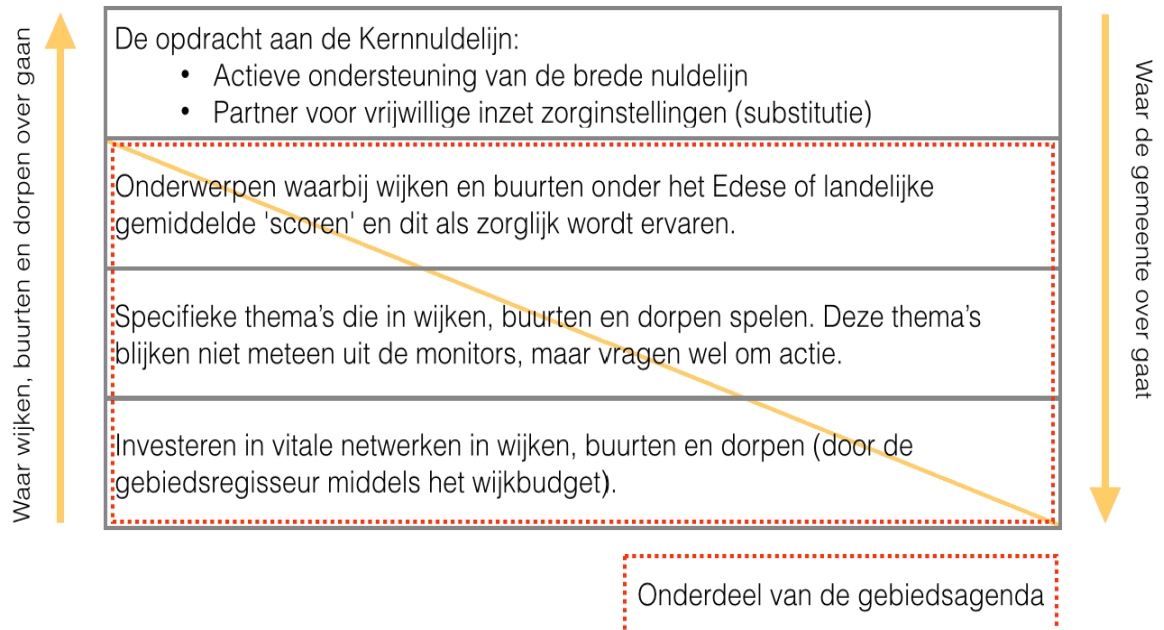 Waar wijken, buurten en dorpen over gaan
De opdracht aan de Kernnuldelijn:
• Actieve ondersteuning van de brede nuldelijn
• Partner voor vrijwillige inzet zorginstellingen (substitutie)
Onderwerpen waarbij wijken en buurten onder het Edese of landelijke
gemiddelde 'scoren' en dit als zorglijk wordt ervaren.
Specifieke thema's die in wijken, buurten en dorpen spelen. Deze thema's
blijken niet meteen uit de monitors, maar vragen wel om actie.
Investeren in vitale netwerken in wijken, buurten en dorpen (door de
gebiedsregisseur middels het wijkbudget).
Waar de gemeente over gaat
Onderdeel van de gebiedsagenda